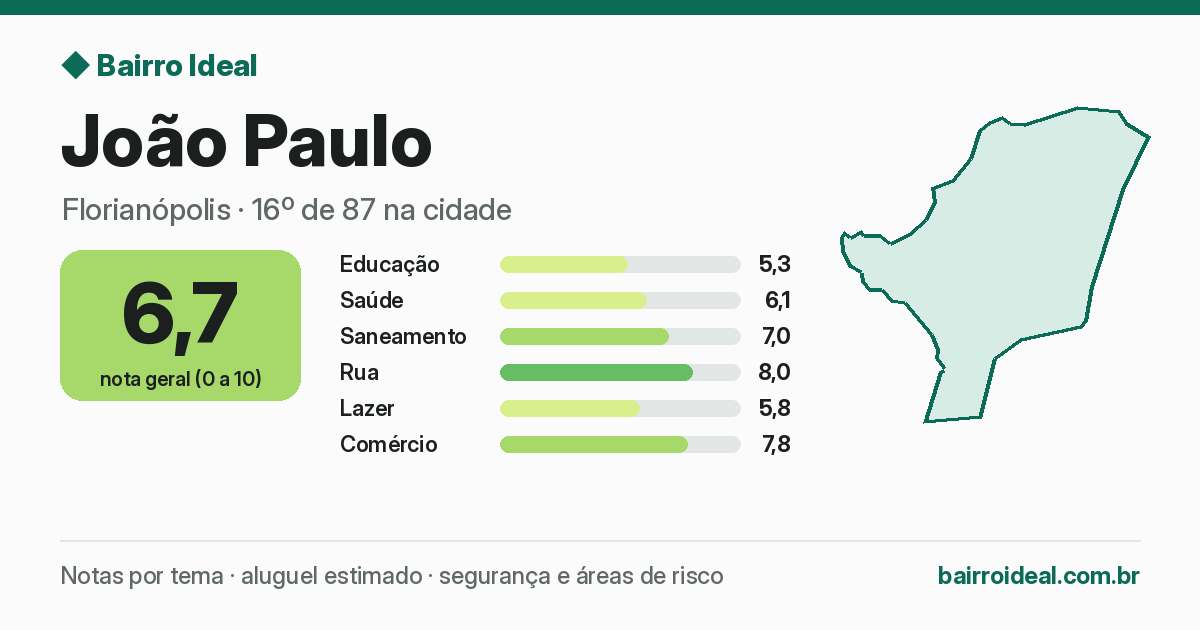 Bairro Ideal
João Paulo
Florianópolis · 16º de 87 na cidade
6,7
nota geral (0 a 10)
Educação 5,3
Saúde 6,1
Saneamento 7,0
Rua 8,0
Lazer 5,8
Comércio 7,8
Notas por tema · aluguel estimado · segurança e áreas de risco
bairroideal.com.br